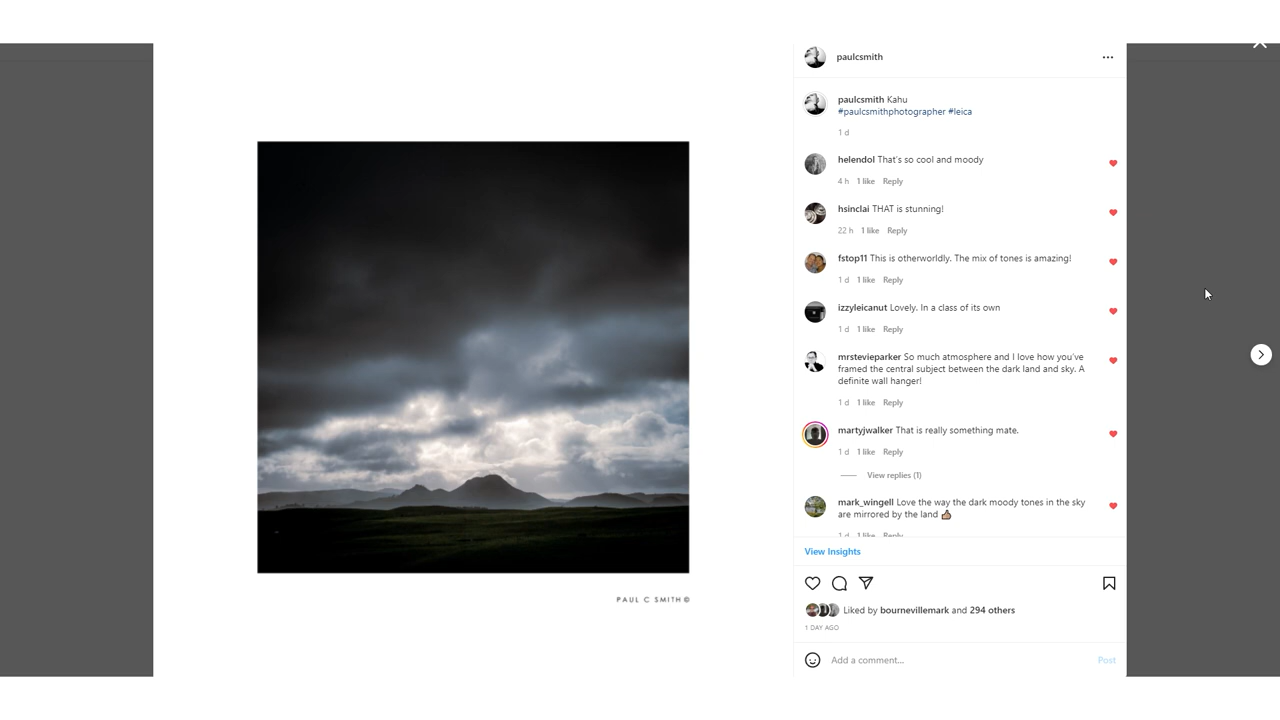 paulcsmith
paulcsmith Kahu
#paulcsmithphotographer #leica
1 d
helendol That's so cool and moody
4 h 1 like Reply
hsinclai THAT is stunning!
22 h 1 like Reply
fstop11 This is otherworldly. The mix of tones is amazing!
1 d 1 like Reply
izzyleicanut Lovely. In a class of its own
1 d 1 like Reply
mrstevieparker So much atmosphere and I love how you've
framed the central subject between the dark land and sky. A
definite wall hanger!
1 d 1 like Reply
martyjwalker That is really something mate.
1 d 1 like Reply
View replies (1)
mark_wingell Love the way the dark moody tones in the sky
are mirrored by the land 👍🏽
1 d 1 like Reply
View Insights
Liked by bournevillemark and 294 others
1 DAY AGO
Add a comment... Post
PAUL C SMITH ©